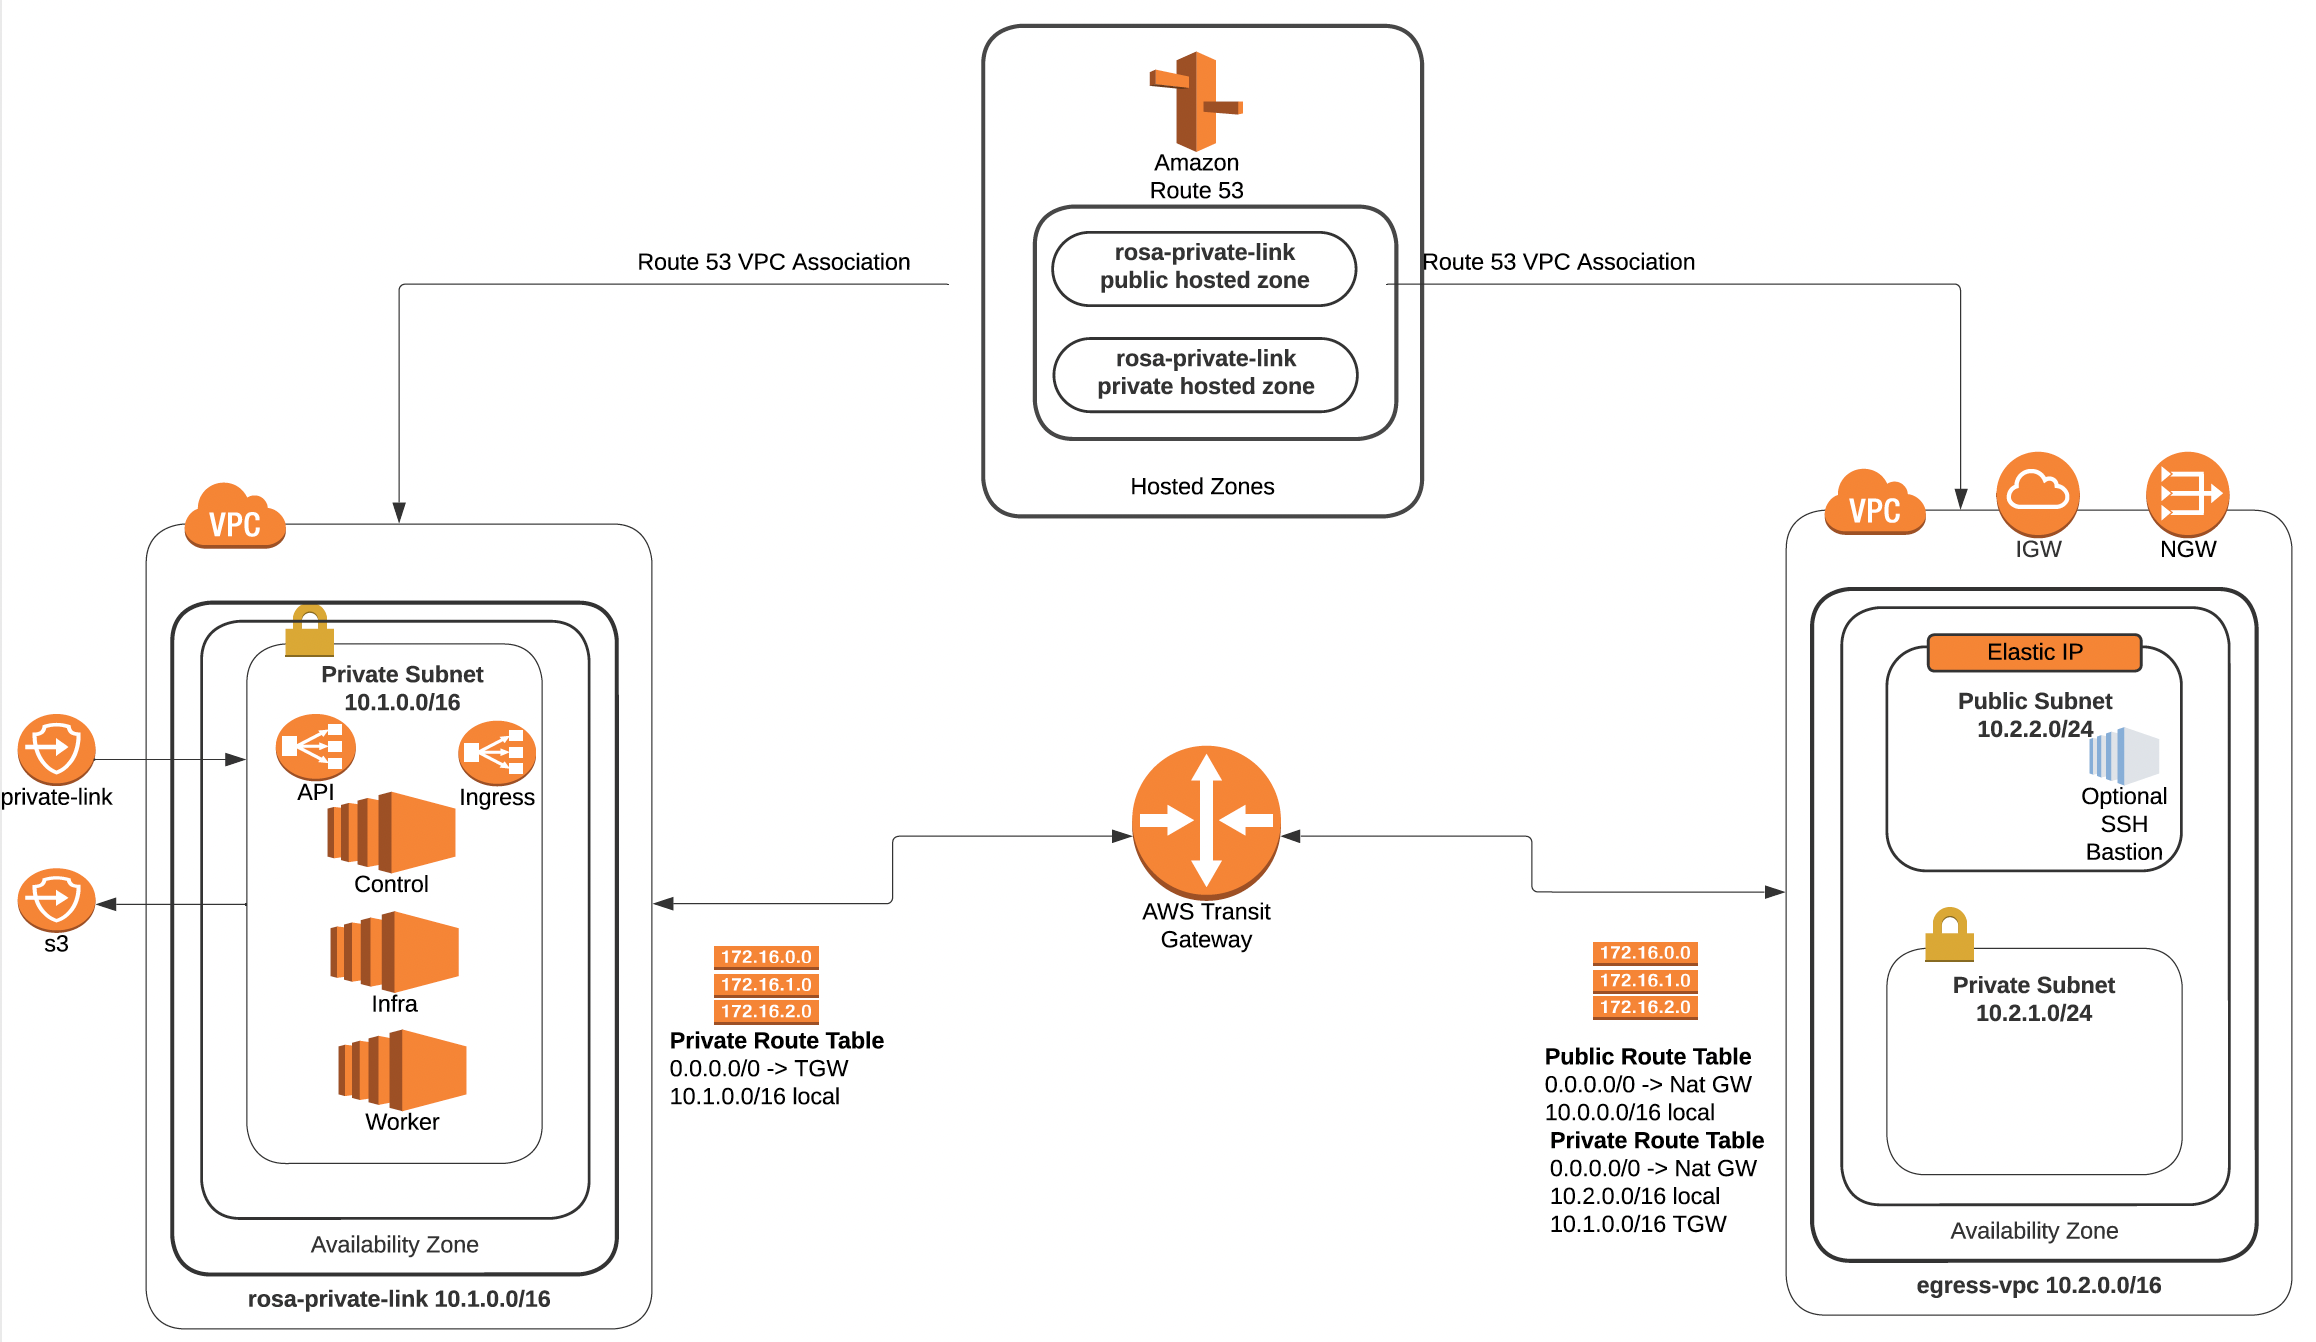 Amazon
Route 53
rosa-private-link
public hosted zone
rosa-private-link
private hosted zone
Hosted Zones
Route 53 VPC Association
Route 53 VPC Association
VPC
Private Subnet
10.1.0.0/16
API
Ingress
Control
Infra
Worker
Availability Zone
rosa-private-link 10.1.0.0/16
private-link
s3
172.16.0.0
172.16.1.0
172.16.2.0
Private Route Table
0.0.0.0/0 -> TGW
10.1.0.0/16 local
AWS Transit
Gateway
172.16.0.0
172.16.1.0
172.16.2.0
Public Route Table
0.0.0.0/0 -> Nat GW
10.0.0.0/16 local
Private Route Table
0.0.0.0/0 -> Nat GW
10.2.0.0/16 local
10.1.0.0/16 TGW
VPC
IGW
NGW
Elastic IP
Public Subnet
10.2.2.0/24
Optional
SSH
Bastion
Private Subnet
10.2.1.0/24
Availability Zone
egress-vpc 10.2.0.0/16